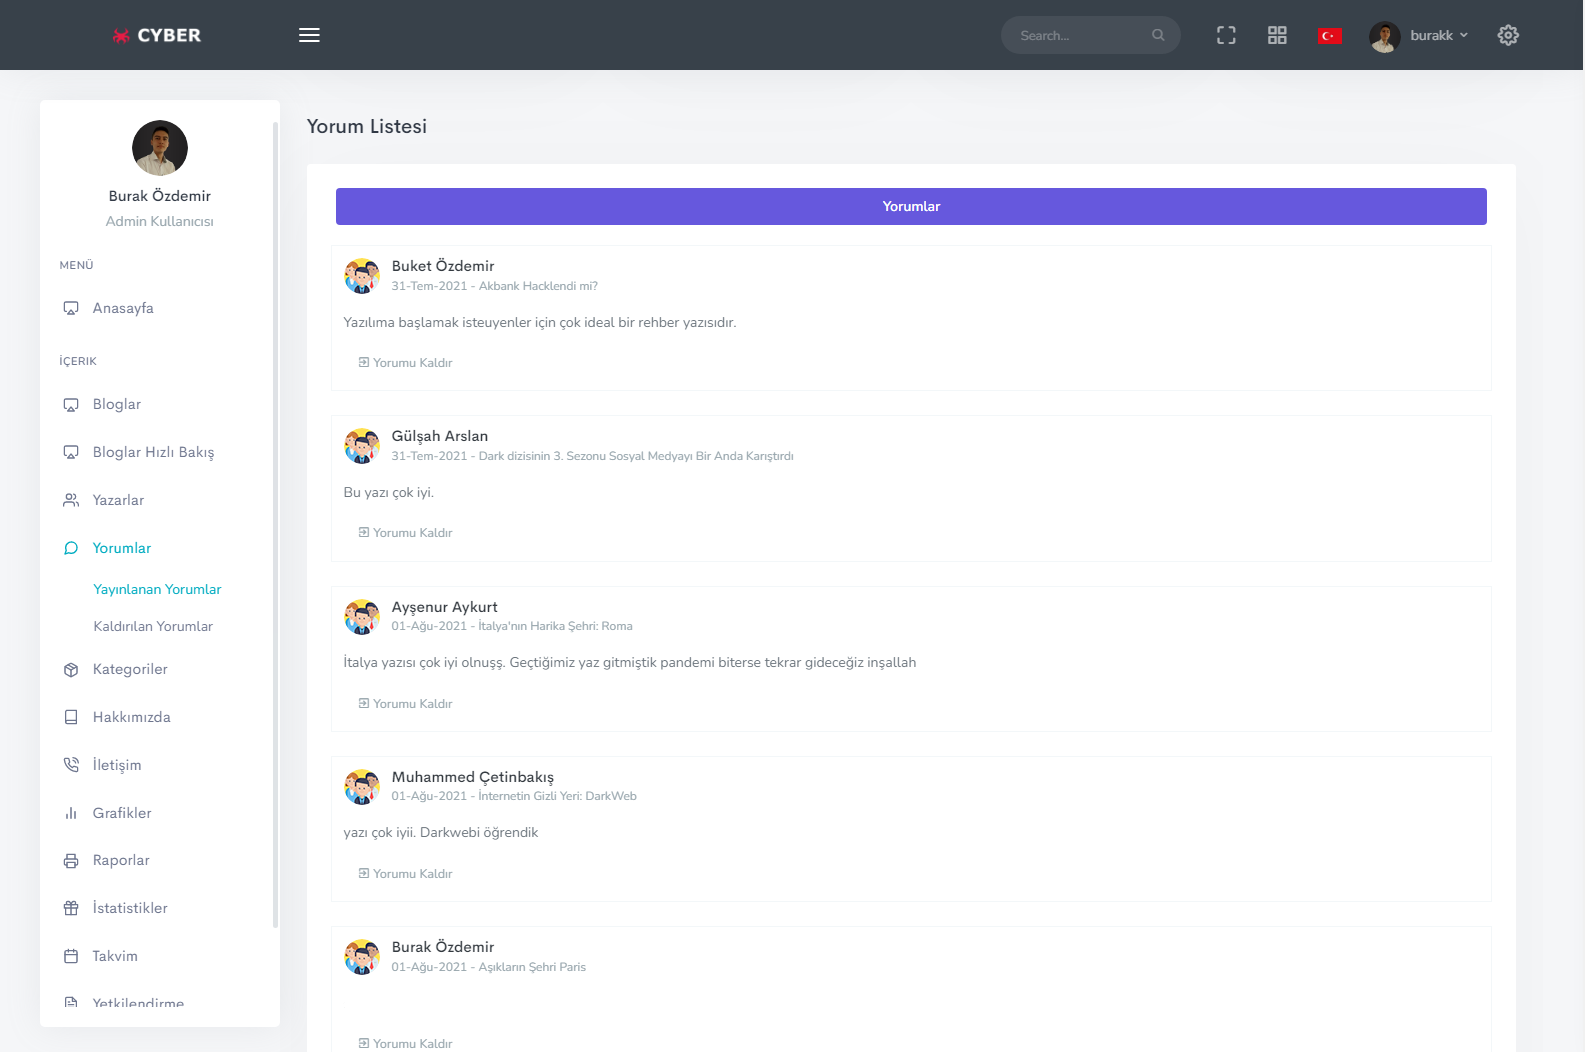 CYBER
Search...
burakk
Burak Özdemir
Admin Kullanıcısı
MENÜ
Anasayfa
İÇERIK
Bloglar
Bloglar Hızlı Bakış
Yazarlar
Yorumlar
Yayınlanan Yorumlar
Kaldırılan Yorumlar
Kategoriler
Hakkımızda
İletişim
Grafikler
Raporlar
İstatistikler
Takvim
Yetkilendirme
Yorum Listesi
Yorumlar
Buket Özdemir
31-Tem-2021 - Akbank Hacklendi mi?
Yazılıma başlamak isteuyenler için çok ideal bir rehber yazısıdır.
Yorumu Kaldır
Gülşah Arslan
31-Tem-2021 - Dark dizisinin 3. Sezonu Sosyal Medyayı Bir Anda Karıştırdı
Bu yazı çok iyi.
Yorumu Kaldır
Ayşenur Aykurt
01-Ağu-2021 - İtalya'nın Harika Şehri: Roma
İtalya yazısı çok iyi olnuşş. Geçtiğimiz yaz gitmiştik pandemi biterse tekrar gideceğiz inşallah
Yorumu Kaldır
Muhammed Çetinbakış
01-Ağu-2021 - İnternetin Gizli Yeri: DarkWeb
yazı çok iyii. Darkwebi öğrendik
Yorumu Kaldır
Burak Özdemir
01-Ağu-2021 - Aşıkların Şehri Paris
Yorumu Kaldır